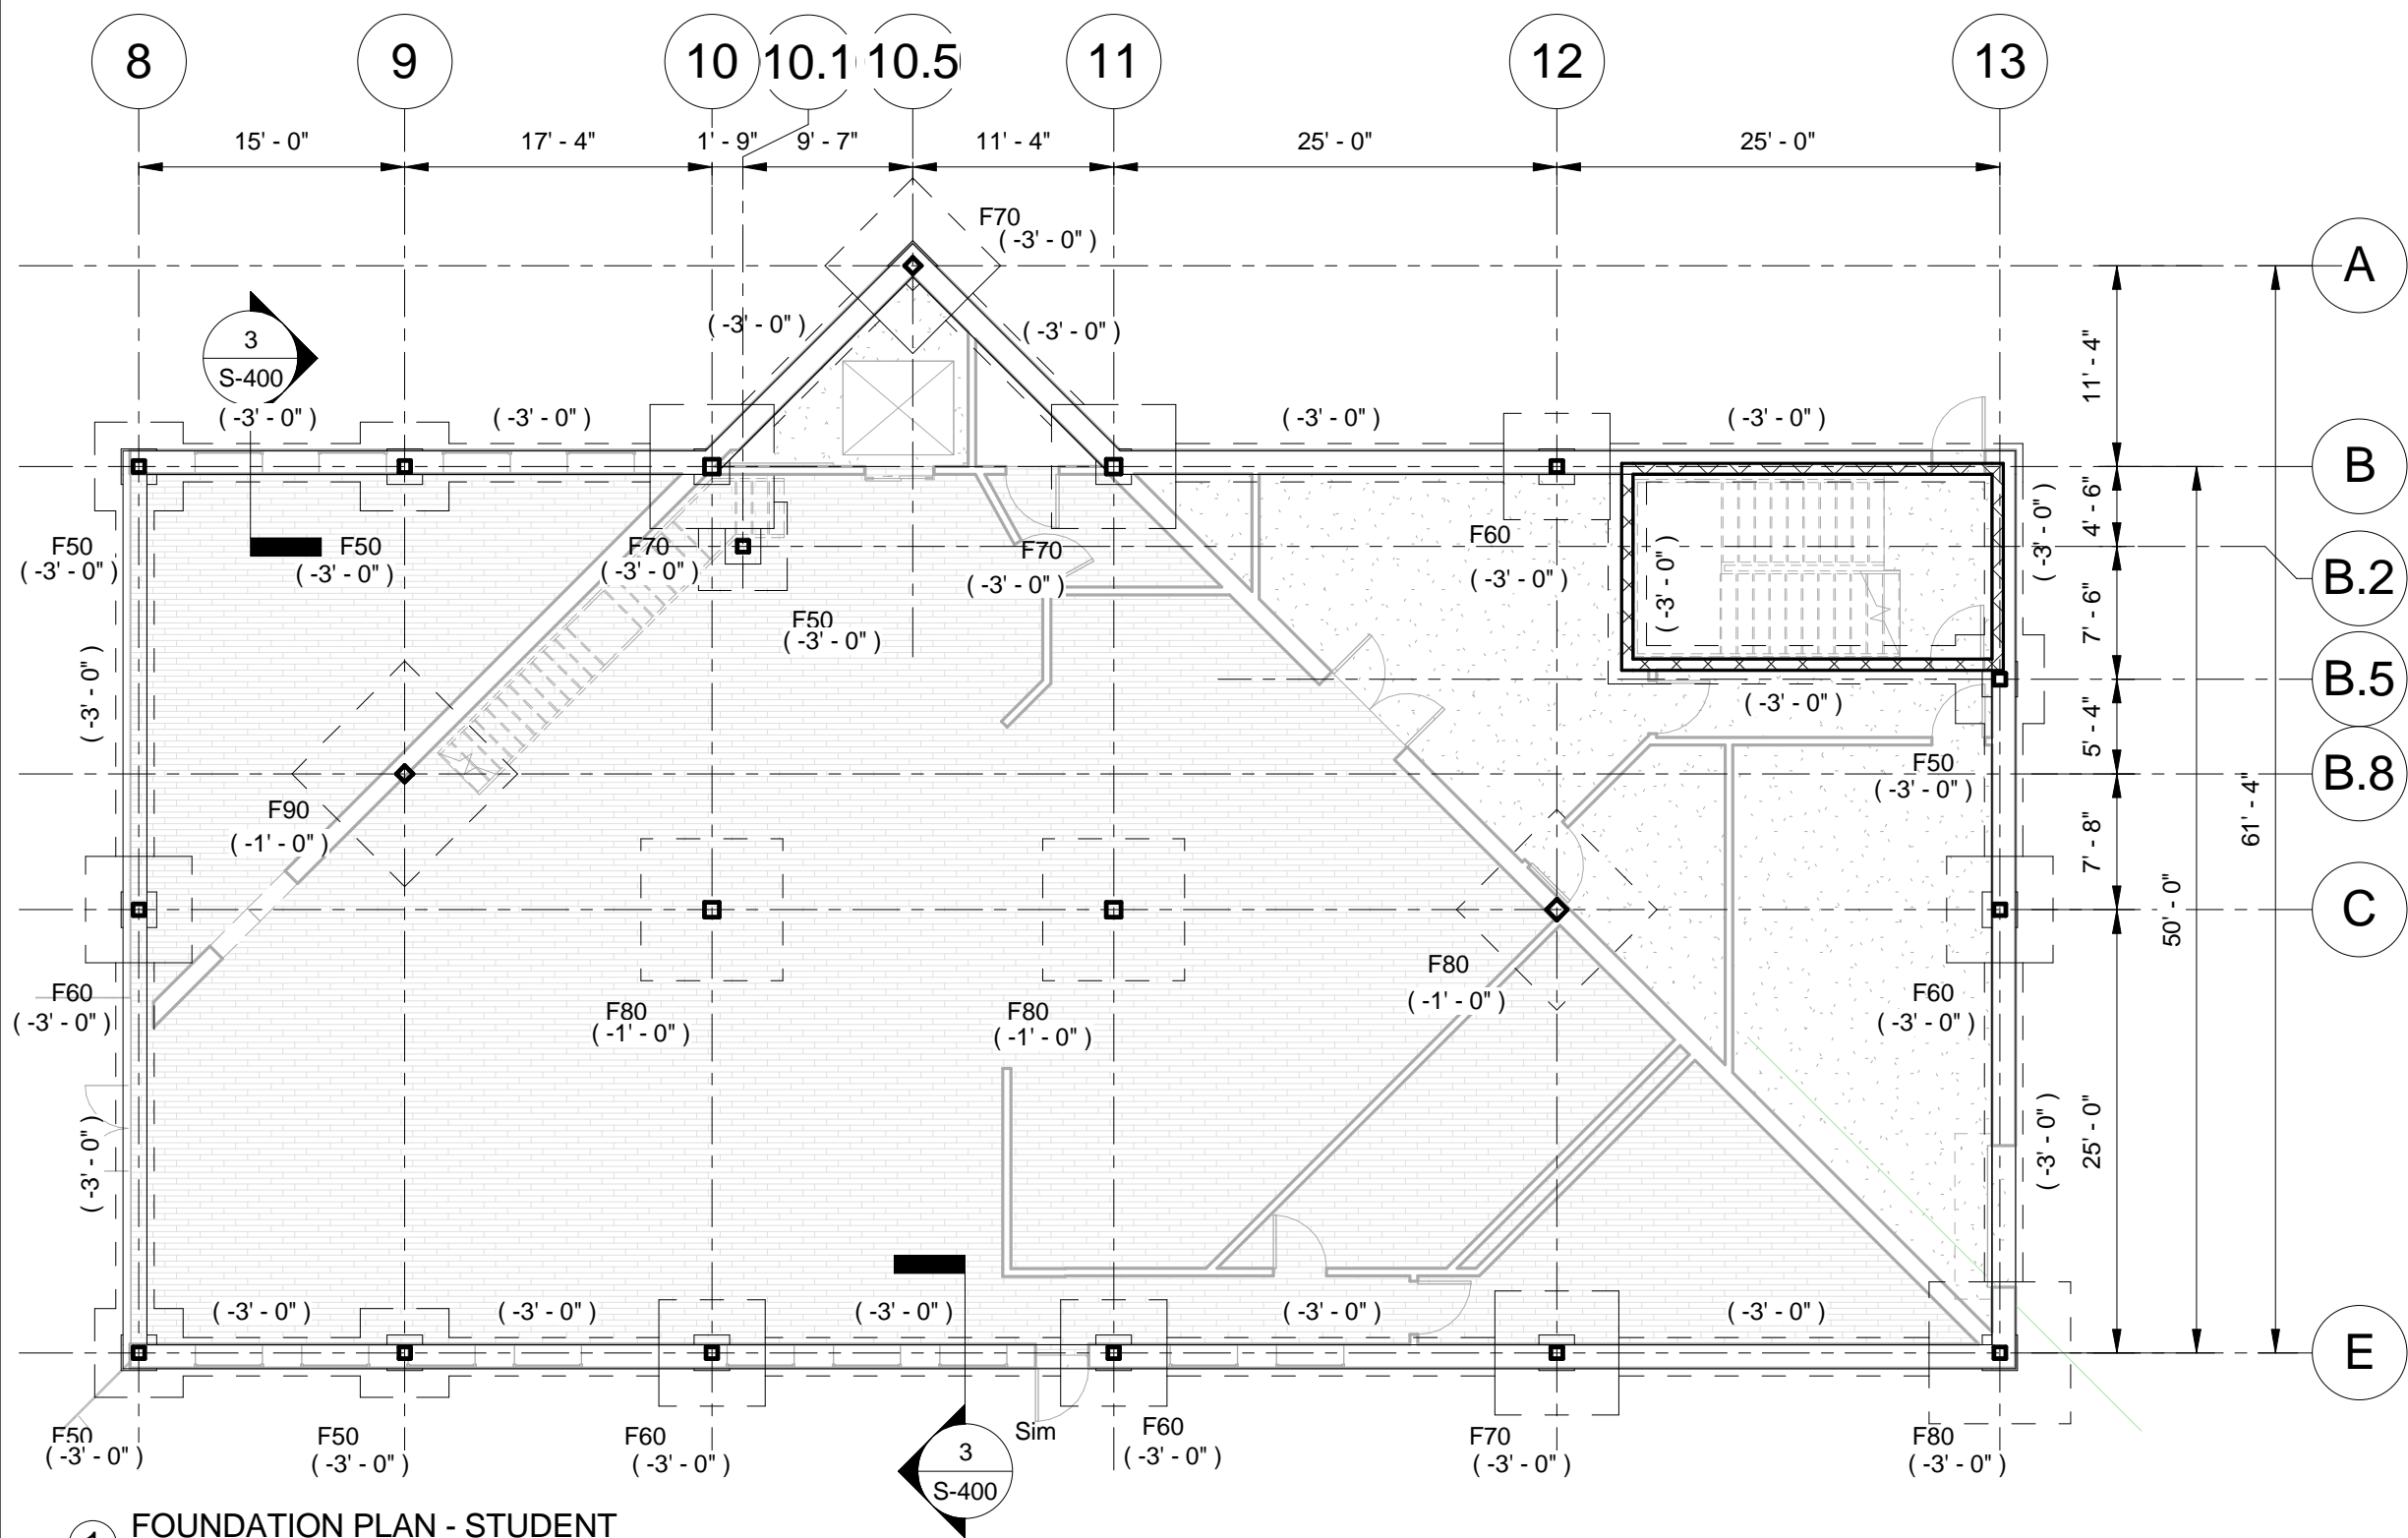 8
9
10
10.1
10.5
11
12
13
15' - 0"
17' - 4"
1' - 9"
9' - 7"
11' - 4"
25' - 0"
25' - 0"
F70
( -3' - 0" )
A
( -3' - 0" )
( -3' - 0" )
3
S-400
11' - 4"
( -3' - 0" )
( -3' - 0" )
( -3' - 0" )
( -3' - 0" )
B
4' - 6"
( -3' - 0" )
F50
( -3' - 0" )
F50
( -3' - 0" )
F70
( -3' - 0" )
F70
( -3' - 0" )
F60
( -3' - 0" )
( -3' - 0" )
B.2
7' - 6"
F50
( -3' - 0" )
( -3' - 0" )
( -3' - 0" )
B.5
5' - 4"
F50
( -3' - 0" )
B.8
61' - 4"
F90
( -1' - 0" )
7' - 8"
50' - 0"
C
F60
( -3' - 0" )
F80
( -1' - 0" )
F80
( -1' - 0" )
F80
( -1' - 0" )
F60
( -3' - 0" )
( -3' - 0" )
( -3' - 0" )
25' - 0"
( -3' - 0" )
( -3' - 0" )
( -3' - 0" )
( -3' - 0" )
( -3' - 0" )
E
F50
( -3' - 0" )
F50
( -3' - 0" )
F60
( -3' - 0" )
Sim
3
S-400
F60
( -3' - 0" )
F70
( -3' - 0" )
F80
( -3' - 0" )
1
FOUNDATION PLAN - STUDENT